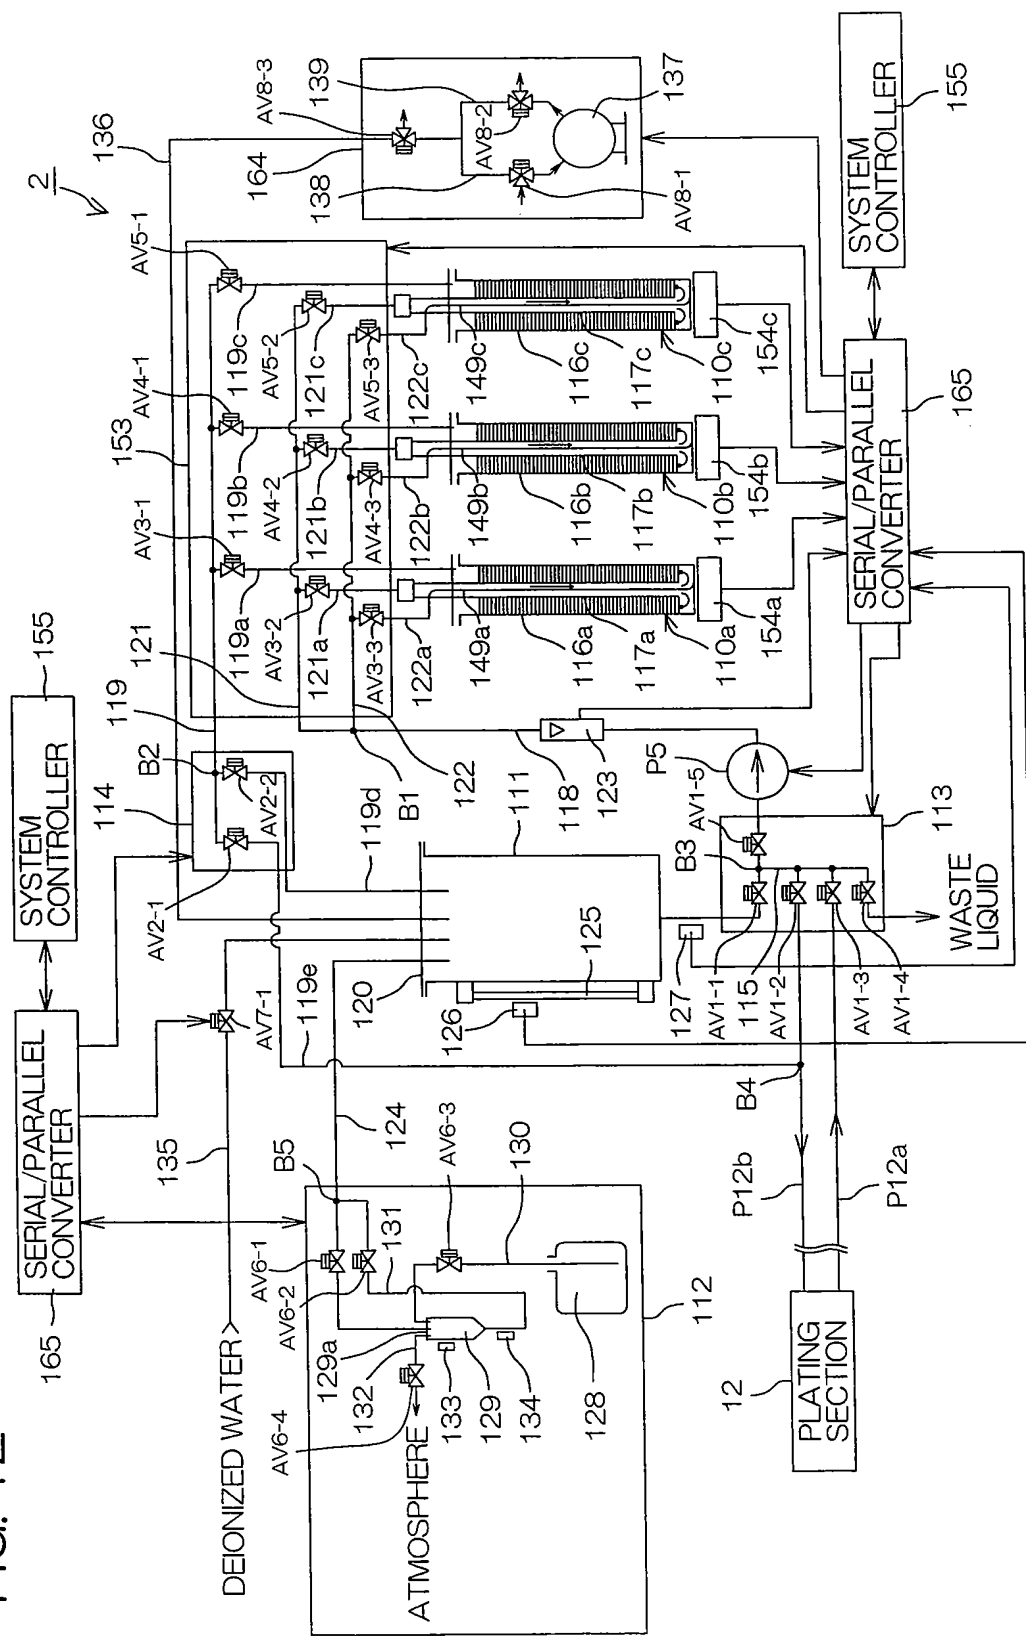 FIG. 12
2
SYSTEM
CONTROLLER
155
SERIAL/PARALLEL
CONVERTER
165
DEIONIZED WATER
135
AV7-1
119e
114
AV2-1
AV2-2
B2
119
119d
121
153
136
AV3-1
119a
AV3-2
121a
AV3-3
122a
149a
116a
117a
110a
154a
AV4-1
119b
AV4-2
121b
AV4-3
122b
149b
116b
117b
110b
154b
AV5-1
119c
AV5-2
121c
AV5-3
122c
149c
116c
117c
110c
154c
AV8-3
164
138
139
AV8-2
AV8-1
137
B1
122
118
123
111
120
124
125
126
127
B5
AV6-1
AV6-2
131
AV6-3
130
129a
132
AV6-4
ATMOSPHERE
133
129
134
128
112
P5
AV1-5
B3
113
AV1-1
115
AV1-2
AV1-3
AV1-4
WASTE
LIQUID
B4
P12b
P12a
12
PLATING
SECTION
SERIAL/PARALLEL
CONVERTER
165
SYSTEM
CONTROLLER
155